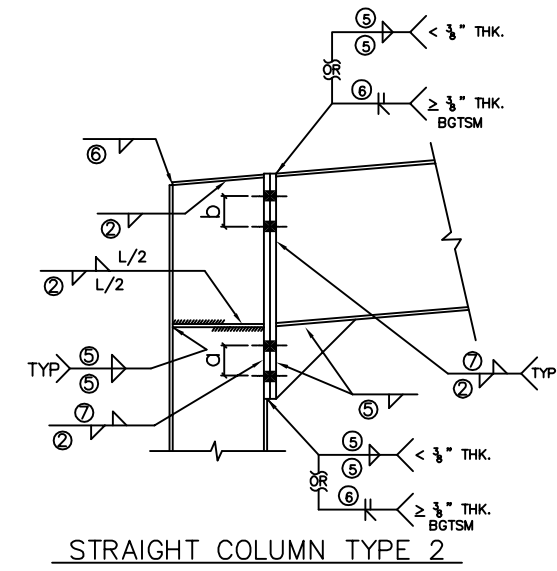 ⑤
⑤
< 3/8" THK.
OR
⑥
≥ 3/8" THK.
BGTSM
⑥
②
b
L/2
②
L/2
TYP
⑤
⑤
a
⑦
②
⑦
②
TYP
⑤
⑤
⑤
< 3/8" THK.
OR
⑥
≥ 3/8" THK.
BGTSM
STRAIGHT COLUMN TYPE 2